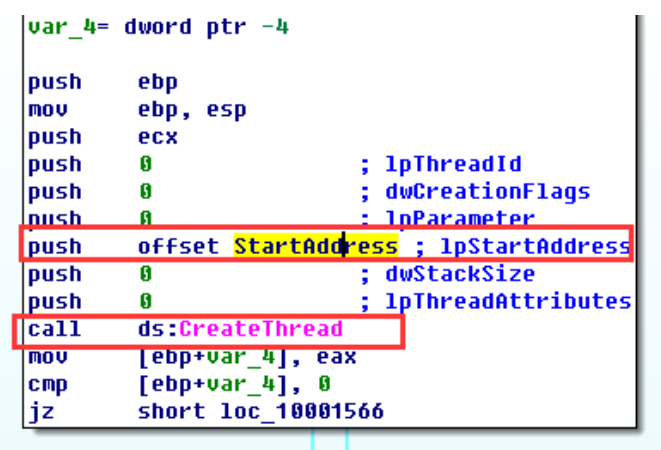 var_4= dword ptr -4
push ebp
mov ebp, esp
push ecx
push 0 ; lpThreadId
push 0 ; dwCreationFlags
push 0 ; lpParameter
push offset StartAddress ; lpStartAddress
push 0 ; dwStackSize
push 0 ; lpThreadAttributes
call ds:CreateThread
mov [ebp+var_4], eax
cmp [ebp+var_4], 0
jz short loc_10001566